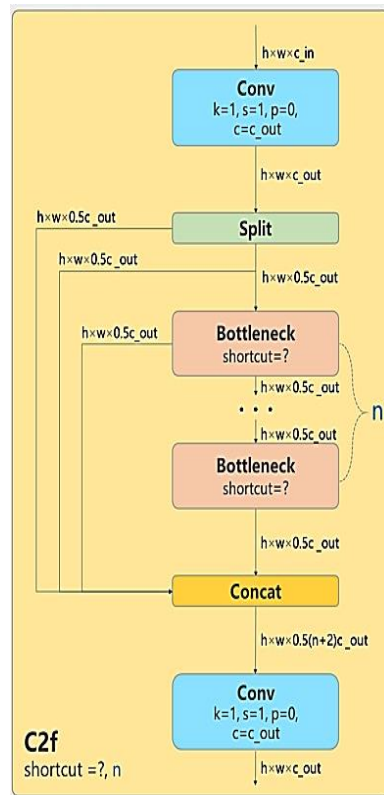 h×w×c_in
Conv
k=1, s=1, p=0,
c=c_out
h×w×c_out
h×w×0.5c_out
Split
h×w×0.5c_out
h×w×0.5c_out
h×w×0.5c_out
Bottleneck
shortcut=?
h×w×0.5c_out
• • •
n
h×w×0.5c_out
Bottleneck
shortcut=?
h×w×0.5c_out
Concat
h×w×0.5(n+2)c_out
Conv
k=1, s=1, p=0,
c=c_out
C2f
shortcut =?, n
h×w×c_out